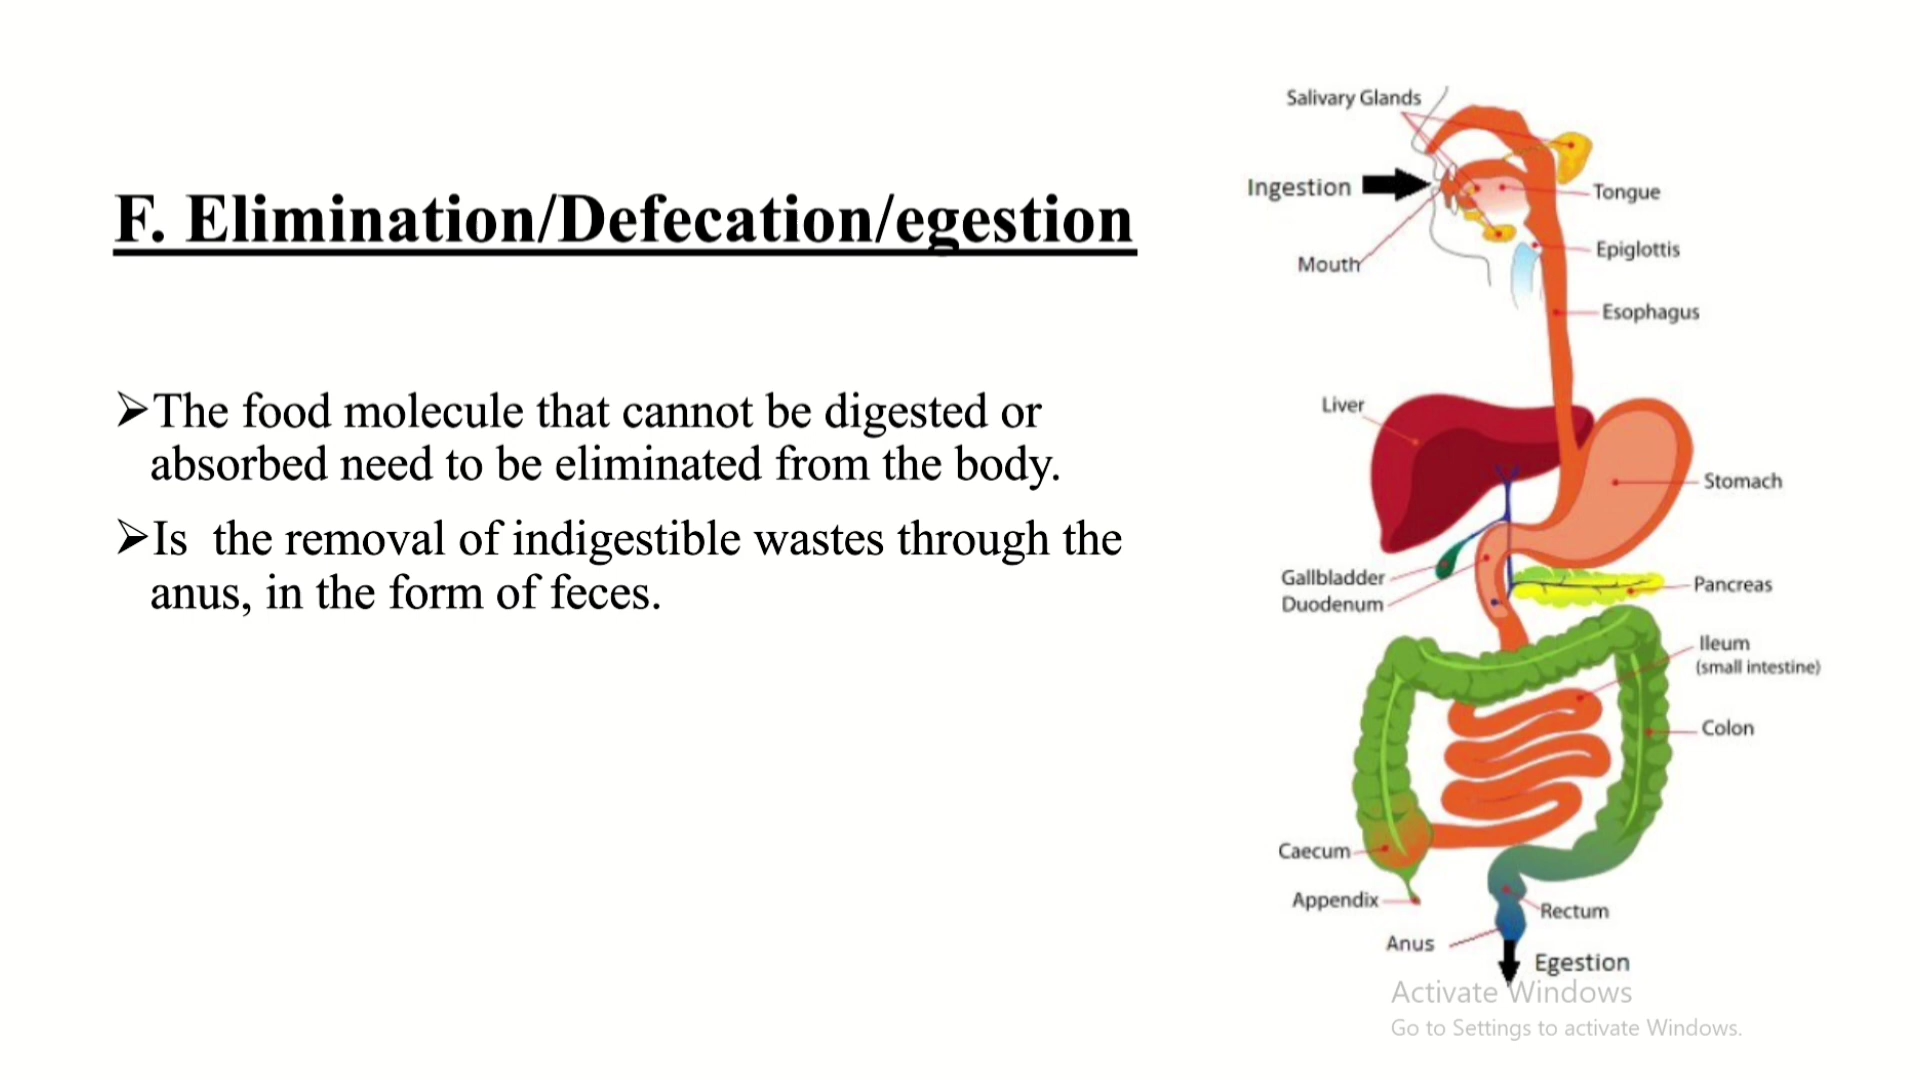 F. Elimination/Defecation/egestion
➢The food molecule that cannot be digested or
absorbed need to be eliminated from the body.
➢Is the removal of indigestible wastes through the
anus, in the form of feces.
Salivary Glands
Ingestion
Tongue
Mouth
Epiglottis
Esophagus
Liver
Stomach
Gallbladder
Duodenum
Pancreas
Ileum
(small intestine)
Colon
Caecum
Appendix
Rectum
Anus
Egestion
Activate Windows
Go to Settings to activate Windows.